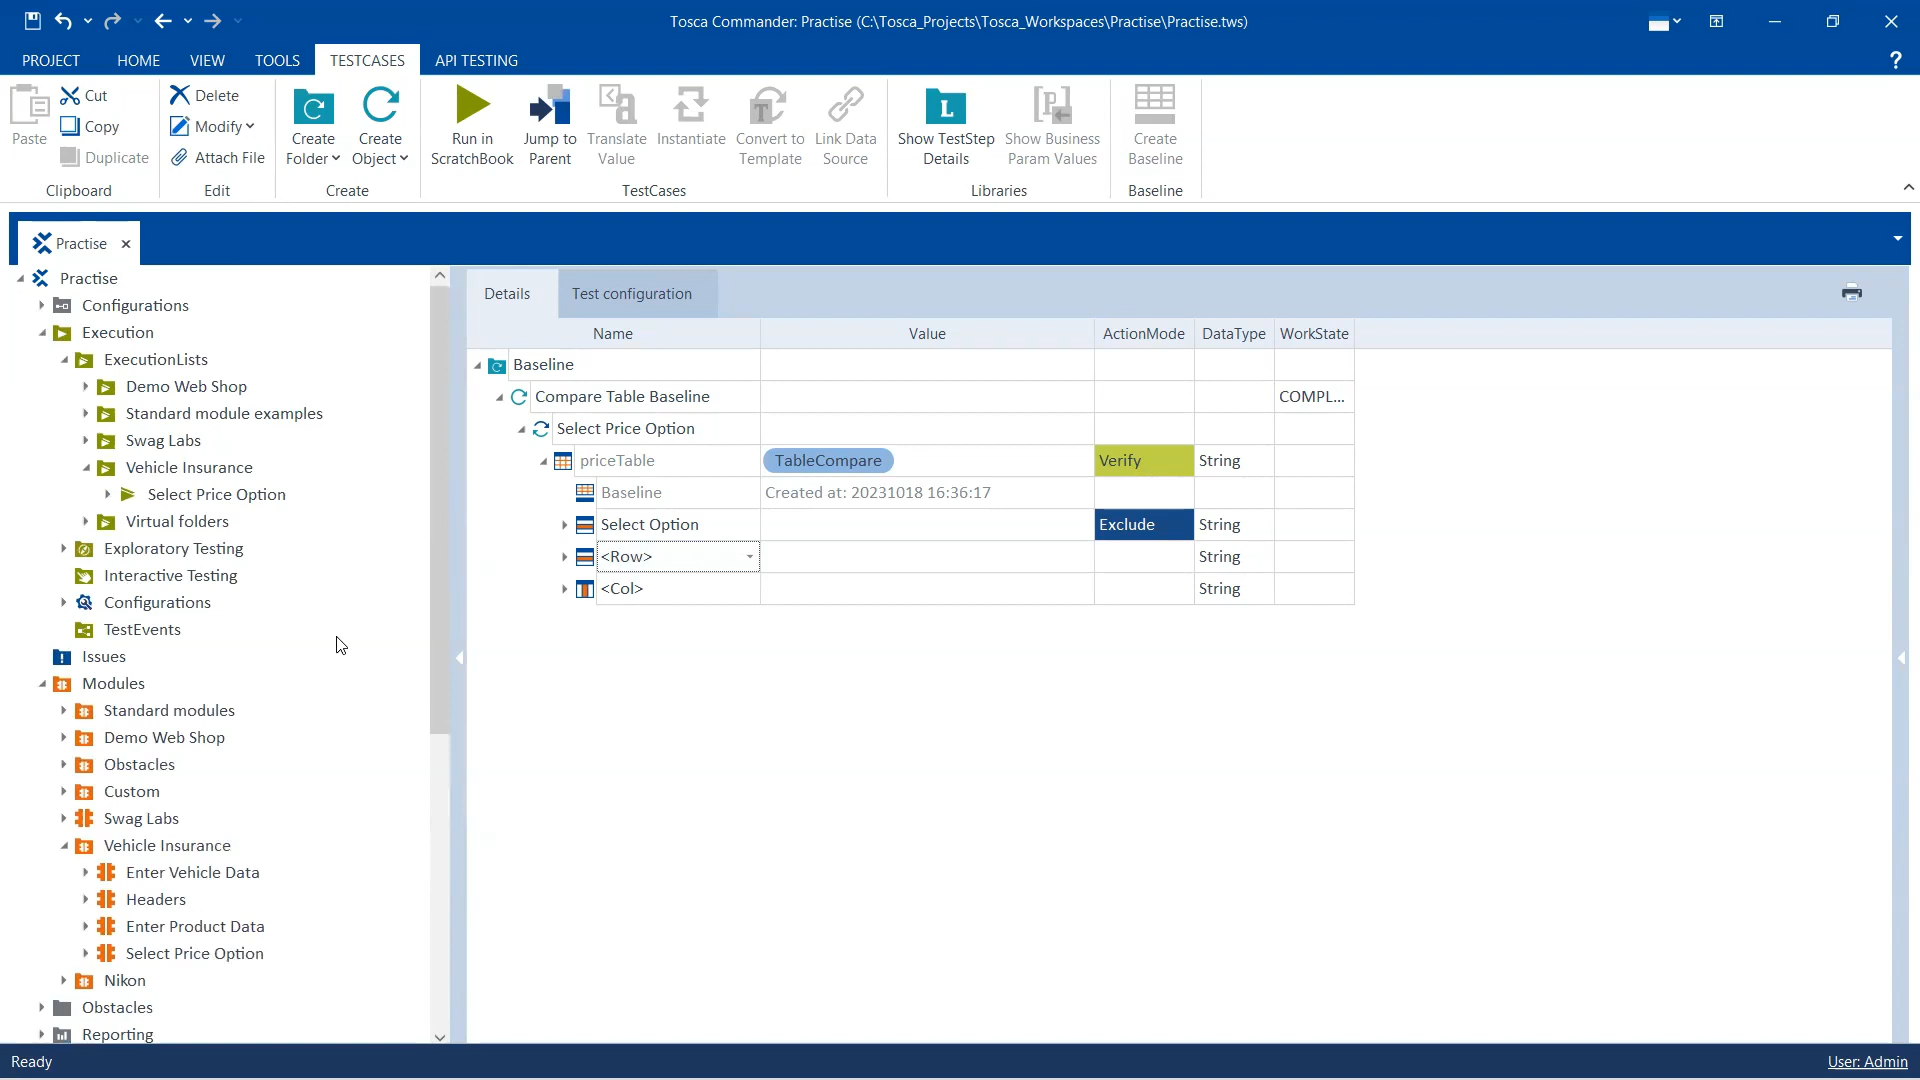 Tosca Commander: Practise (C:\Tosca_Projects\Tosca_Workspaces\Practise\Practise.tws)
PROJECT HOME VIEW TOOLS TESTCASES API TESTING ?
Paste Cut Copy Duplicate
Clipboard
Delete Modify Attach File
Edit
Create Folder Create Object
Create
Run in ScratchBook Jump to Parent Translate Value Instantiate Convert to Template Link Data Source
TestCases
Show TestStep Details Show Business Param Values
Libraries
Create Baseline
Baseline
Practise
Practise
Configurations
Execution
ExecutionLists
Demo Web Shop
Standard module examples
Swag Labs
Vehicle Insurance
Select Price Option
Virtual folders
Exploratory Testing
Interactive Testing
Configurations
TestEvents
Issues
Modules
Standard modules
Demo Web Shop
Obstacles
Custom
Swag Labs
Vehicle Insurance
Enter Vehicle Data
Headers
Enter Product Data
Select Price Option
Nikon
Obstacles
Reporting
Details Test configuration
Name Value ActionMode DataType WorkState
Baseline
Compare Table Baseline COMPL...
Select Price Option
priceTable TableCompare Verify String
Baseline Created at: 20231018 16:36:17
Select Option Exclude String
<Row> String
<Col> String
Ready User: Admin